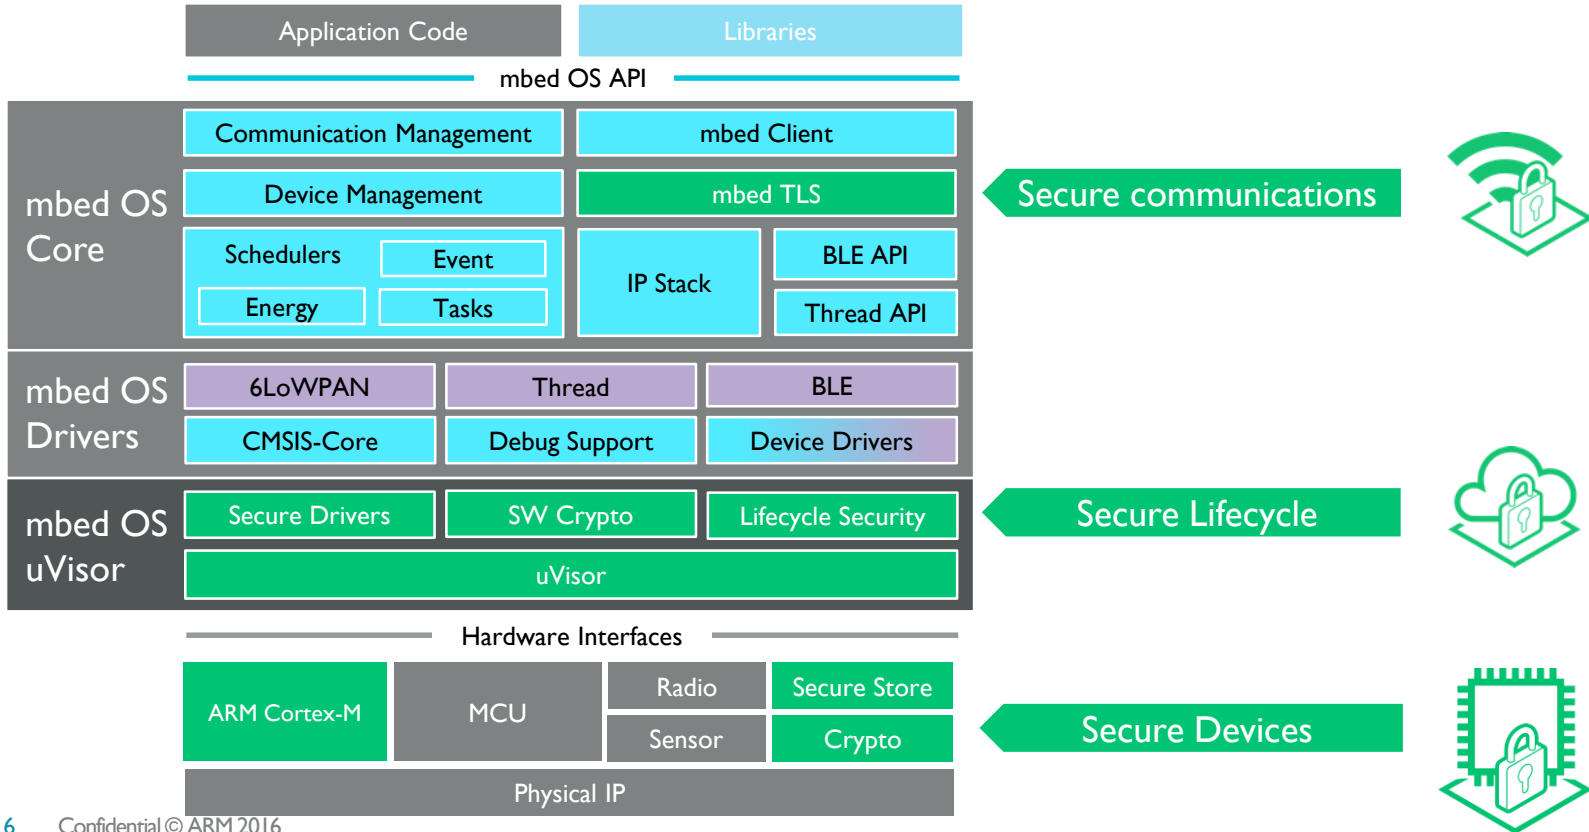 Application Code
Libraries
mbed OS API
mbed OS
Core
Communication Management
mbed Client
Device Management
mbed TLS
Schedulers
Event
Energy
Tasks
IP Stack
BLE API
Thread API
Secure communications
mbed OS
Drivers
6LoWPAN
Thread
BLE
CMSIS-Core
Debug Support
Device Drivers
mbed OS
uVisor
Secure Drivers
SW Crypto
Lifecycle Security
uVisor
Secure Lifecycle
Hardware Interfaces
ARM Cortex-M
MCU
Radio
Secure Store
Sensor
Crypto
Physical IP
Secure Devices
6 Confidential © ARM 2016